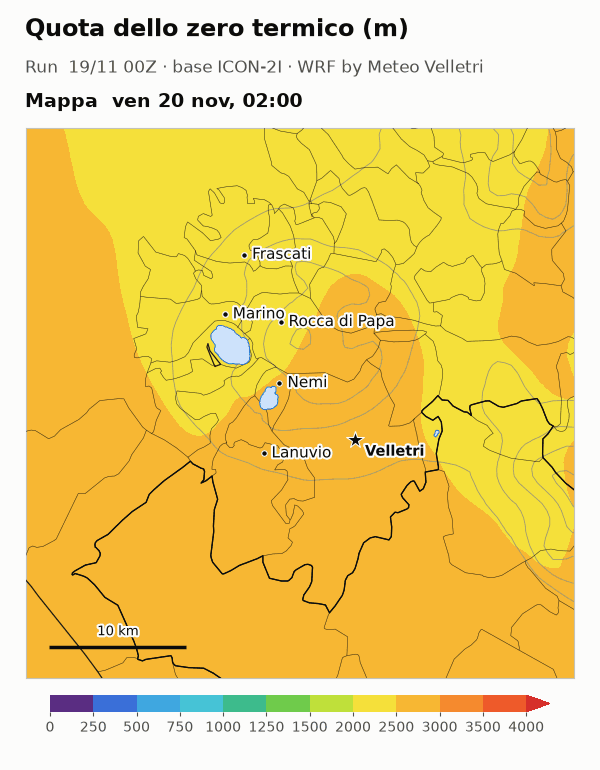 Quota dello zero termico (m)
Run  19/11 00Z · base ICON-2I · WRF by Meteo Velletri
Mappa  ven 20 nov, 02:00
Frascati
Marino
Rocca di Papa
Nemi
Velletri
Lanuvio
10 km
0 250 500 750 1000 1250 1500 2000 2500 3000 3500 4000